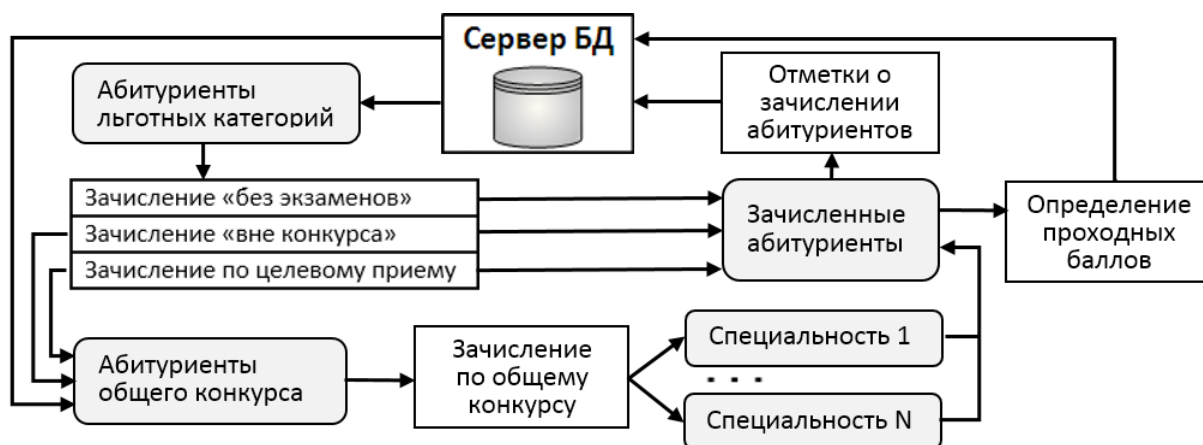 Сервер БД
Абитуриенты
льготных категорий
Отметки о
зачислении
абитуриентов
Зачисление «без экзаменов»
Зачисление «вне конкурса»
Зачисление по целевому приему
Зачисленные
абитуриенты
Определение
проходных
баллов
Абитуриенты
общего конкурса
Зачисление
по общему
конкурсу
Специальность 1
. . .
Специальность N